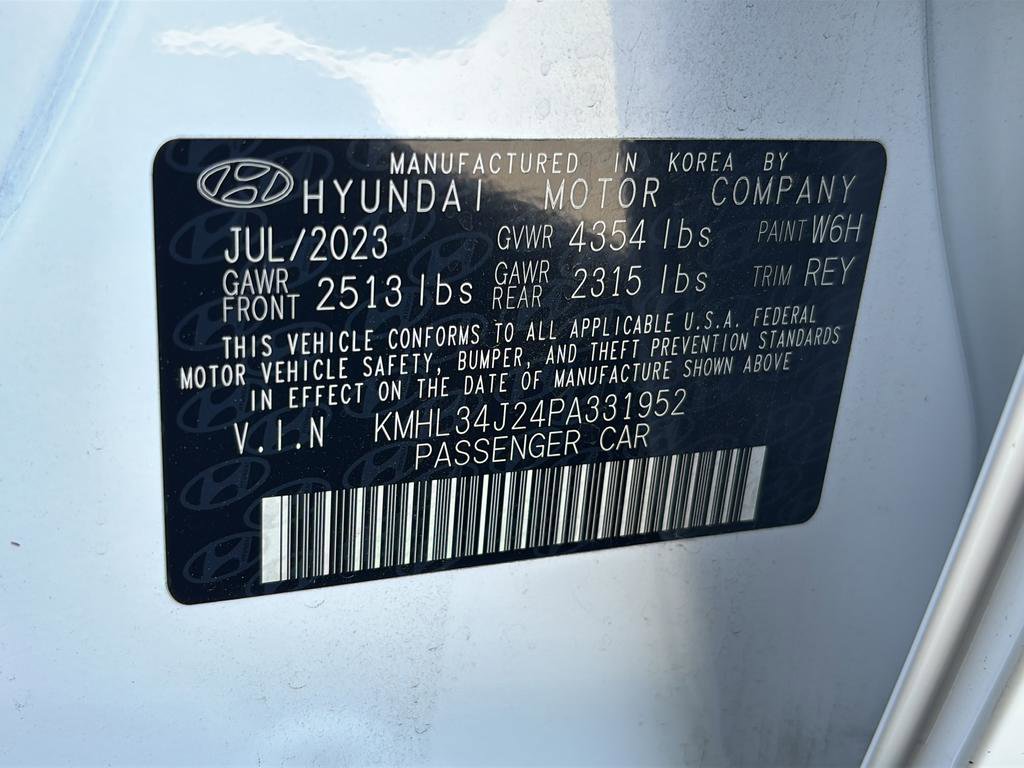 MANUFACTURED IN KOREA BY
HYUNDAI MOTOR COMPANY
JUL/2023 GVWR 4354 lbs PAINT W6H
GAWR FRONT 2513 lbs GAWR REAR 2315 lbs TRIM REY
THIS VEHICLE CONFORMS TO ALL APPLICABLE U.S.A. FEDERAL
MOTOR VEHICLE SAFETY, BUMPER, AND THEFT PREVENTION STANDARDS
IN EFFECT ON THE DATE OF MANUFACTURE SHOWN ABOVE
V.I.N KMHL34J24PA331952
PASSENGER CAR